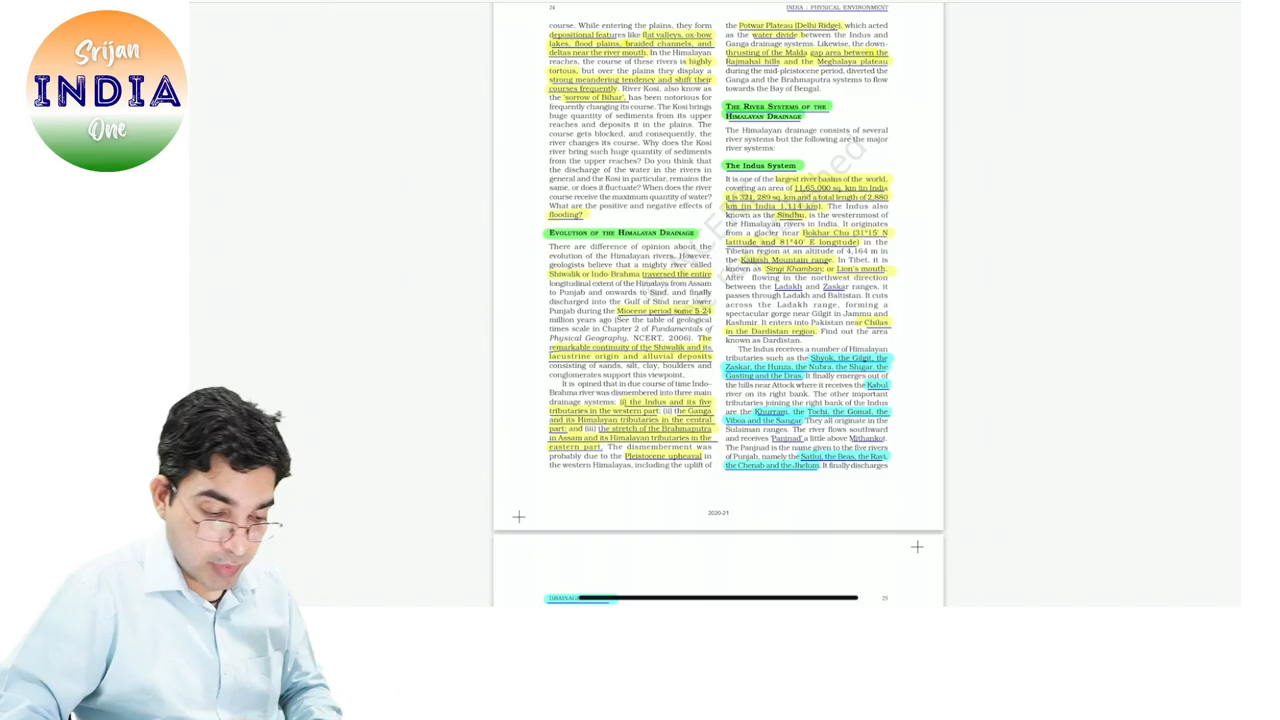 Srijan
INDIA
One
24
INDIA : PHYSICAL ENVIRONMENT
course. While entering the plains, they form
depositional features like flat valleys, ox-bow
lakes, flood plains, braided channels, and
deltas near the river mouth. In the Himalayan
reaches, the course of these rivers is highly
tortous, but over the plains they display a
strong meandering tendency and shift their
courses frequently. River Kosi, also know as
the 'sorrow of Bihar', has been notorious for
frequently changing its course. The Kosi brings
huge quantity of sediments from its upper
reaches and deposits it in the plains. The
course gets blocked, and consequently, the
river changes its course. Why does the Kosi
river bring such huge quantity of sediments
from the upper reaches? Do you think that
the discharge of the water in the rivers in
general and the Kosi in particular, remains the
same, or does it fluctuate? When does the river
course receive the maximum quantity of water?
What are the positive and negative effects of
flooding?
EVOLUTION OF THE HIMALAYAN DRAINAGE
There are difference of opinion about the
evolution of the Himalayan rivers. However,
geologists believe that a mighty river called
Shiwalik or Indo-Brahma traversed the entire
longitudinal extent of the Himalaya from Assam
to Punjab and onwards to Sind, and finally
discharged into the Gulf of Sind near lower
Punjab during the Miocene period some 5-24
million years ago (See the table of geological
times scale in Chapter 2 of Fundamentals of
Physical Geography, NCERT, 2006). The
remarkable continuity of the Shiwalik and its
lacustrine origin and alluvial deposits
consisting of sands, silt, clay, boulders and
conglomerates support this viewpoint.
It is opined that in due course of time Indo-
Brahma river was dismembered into three main
drainage systems: (i) the Indus and its five
tributaries in the western part; (ii) the Ganga
and its Himalayan tributaries in the central
part; and (iii) the stretch of the Brahmaputra
in Assam and its Himalayan tributaries in the
eastern part. The dismemberment was
probably due to the Pleistocene upheaval in
the western Himalayas, including the uplift of
the Potwar Plateau (Delhi Ridge), which acted
as the water divide between the Indus and
Ganga drainage systems. Likewise, the down-
thrusting of the Malda gap area between the
Rajmahal hills and the Meghalaya plateau
during the mid-pleistocene period, diverted the
Ganga and the Brahmaputra systems to flow
towards the Bay of Bengal.
THE RIVER SYSTEMS OF THE
HIMALAYAN DRAINAGE
The Himalayan drainage consists of several
river systems but the following are the major
river systems:
The Indus System
It is one of the largest river basins of the world,
covering an area of 11,65,000 sq. km (in India
it is 321, 289 sq. km and a total length of 2,880
km (in India 1,114 km). The Indus also
known as the Sindhu, is the westernmost of
the Himalayan rivers in India. It originates
from a glacier near Bokhar Chu (31°15' N
latitude and 81°40' E longitude) in the
Tibetan region at an altitude of 4,164 m in
the Kailash Mountain range. In Tibet, it is
known as 'Singi Khamban; or Lion's mouth.
After flowing in the northwest direction
between the Ladakh and Zaskar ranges, it
passes through Ladakh and Baltistan. It cuts
across the Ladakh range, forming a
spectacular gorge near Gilgit in Jammu and
Kashmir. It enters into Pakistan near Chilas
in the Dardistan region. Find out the area
known as Dardistan.
The Indus receives a number of Himalayan
tributaries such as the Shyok, the Gilgit, the
Zaskar, the Hunza, the Nubra, the Shigar, the
Gasting and the Dras. It finally emerges out of
the hills near Attock where it receives the Kabul
river on its right bank. The other important
tributaries joining the right bank of the Indus
are the Khurram, the Tochi, the Gomal, the
Viboa and the Sangar. They all originate in the
Sulaiman ranges. The river flows southward
and receives 'Panjnad' a little above Mithankot.
The Panjnad is the name given to the five rivers
of Punjab, namely the Satluj, the Beas, the Ravi,
the Chenab and the Jhelum. It finally discharges
2020-21
25